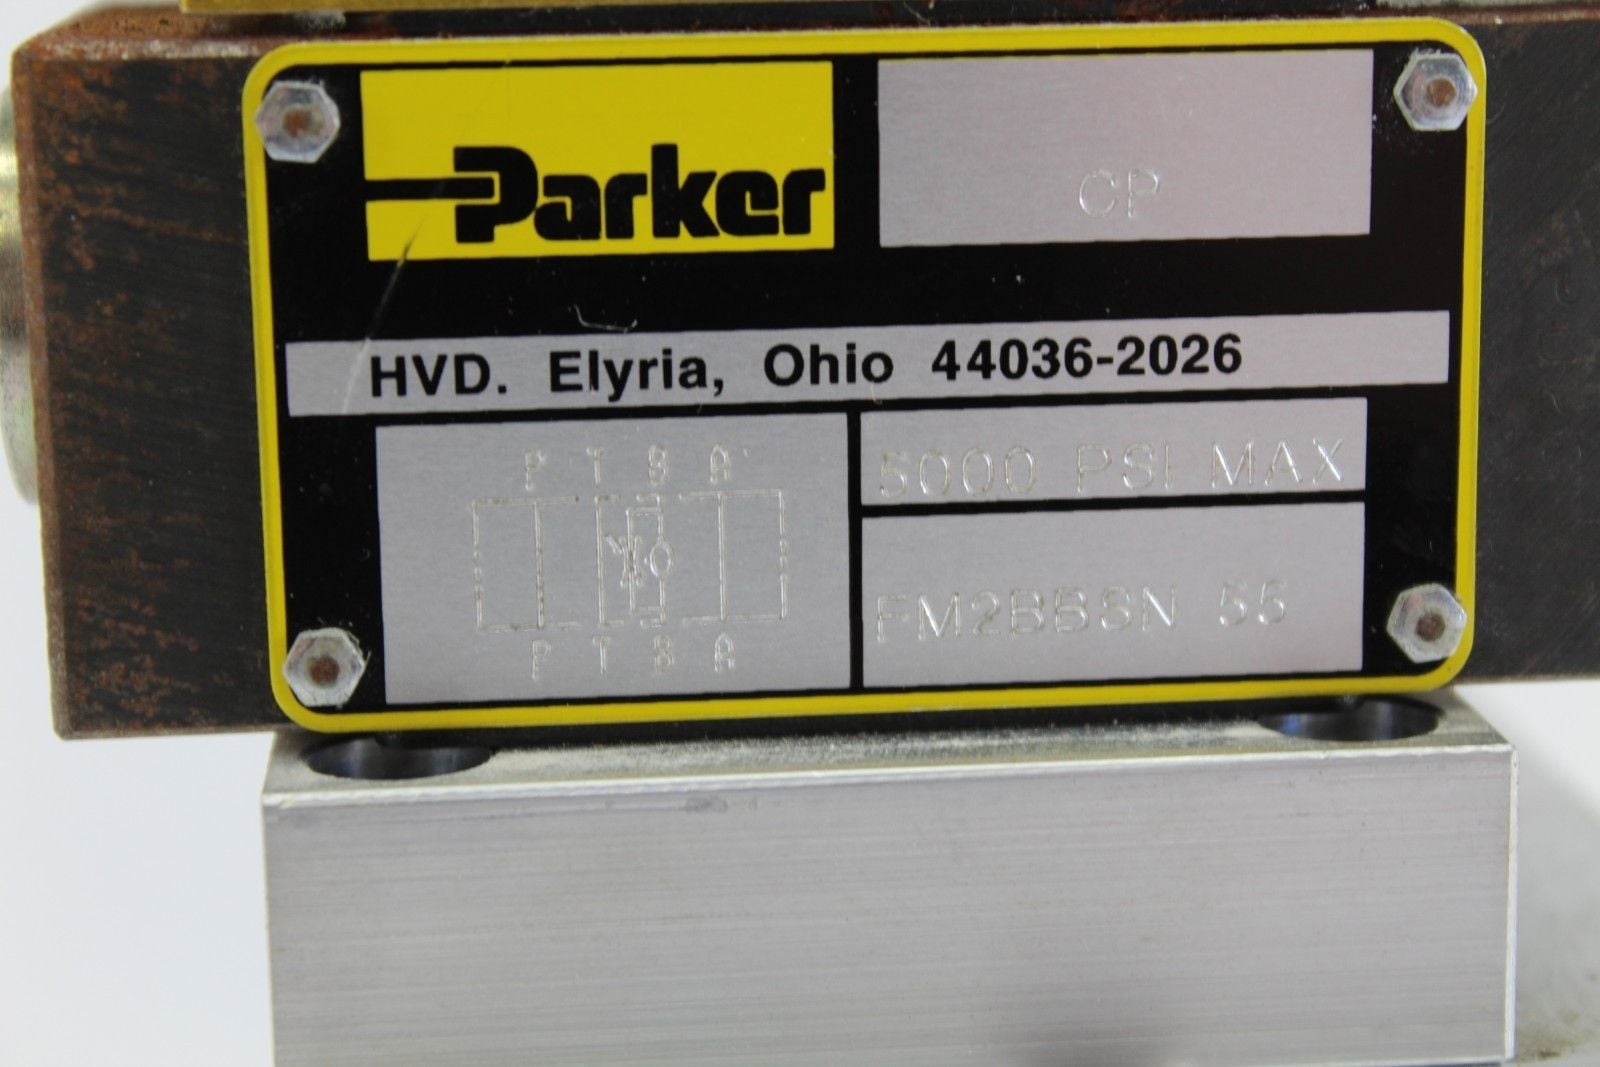 Parker
CP
HVD. Elyria, Ohio 44036-2026
P T B A
5000 PSI MAX
FM2BBSN 55
P T B A